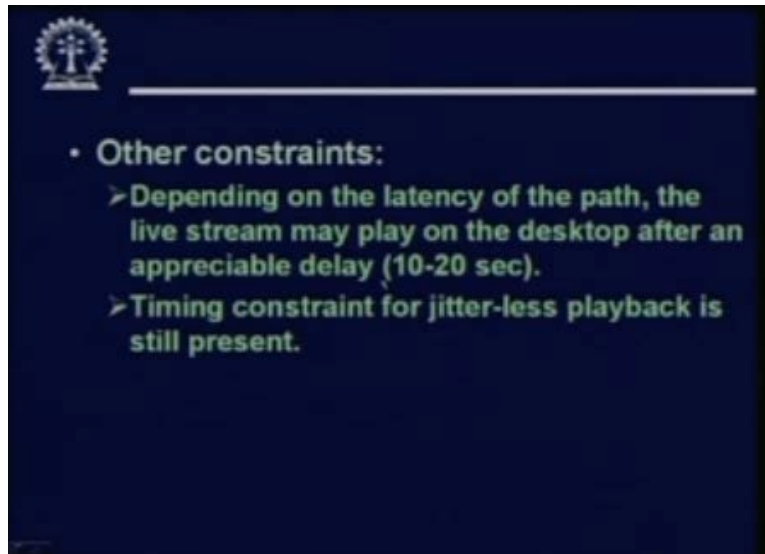 • Other constraints:
➢Depending on the latency of the path, the
live stream may play on the desktop after an
appreciable delay (10-20 sec).
➢Timing constraint for jitter-less playback is
still present.